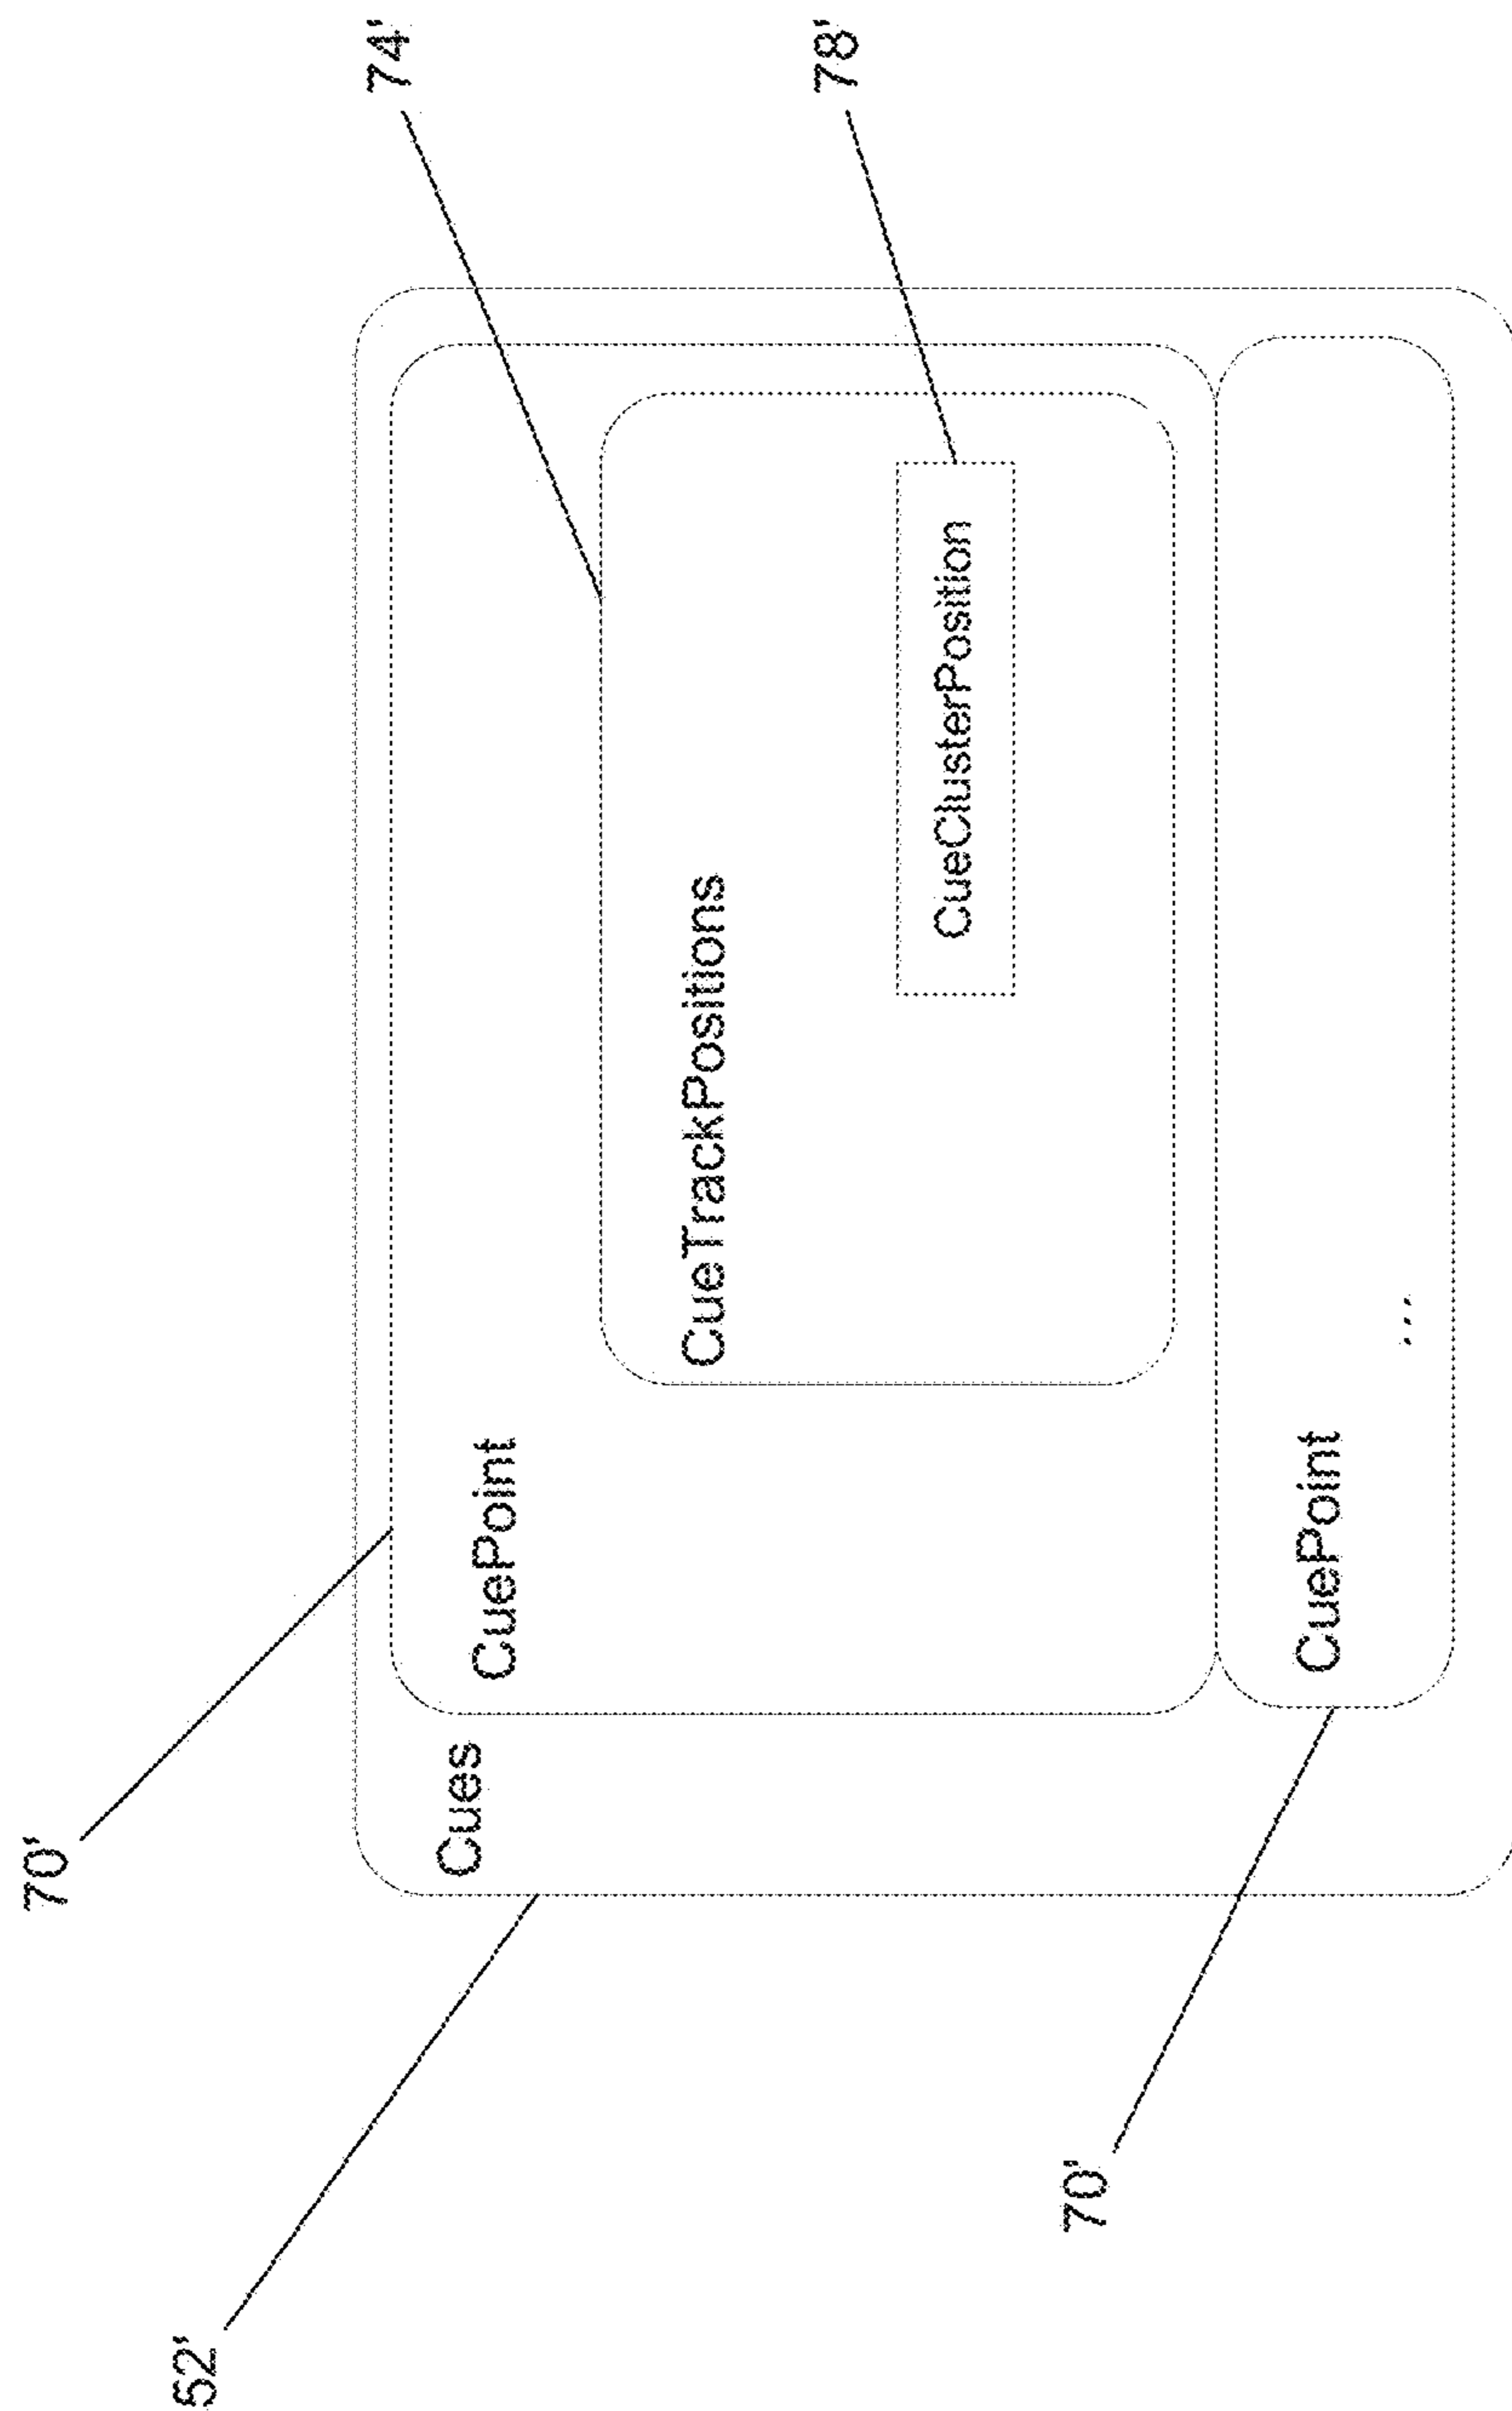 70'
52'
Cues
CuePoint
74'
CueTrackPositions
78'
CueClusterPosition
70'
CuePoint
...